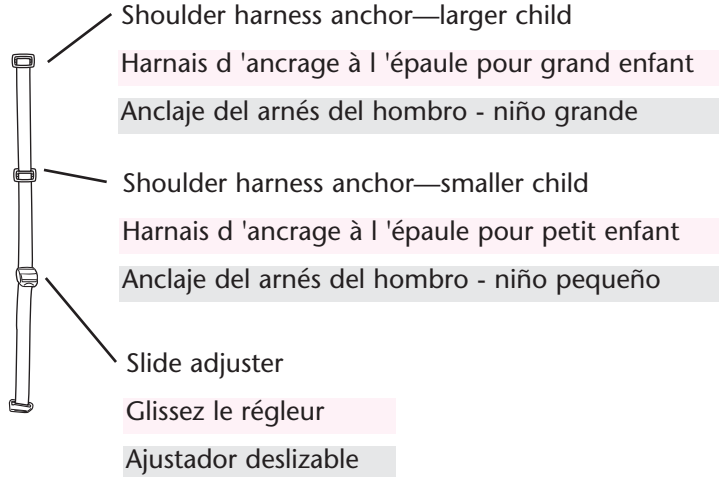 Shoulder harness anchor—larger child
Harnais d 'ancrage à l 'épaule pour grand enfant
Anclaje del arnés del hombro - niño grande
Shoulder harness anchor—smaller child
Harnais d 'ancrage à l 'épaule pour petit enfant
Anclaje del arnés del hombro - niño pequeño
Slide adjuster
Glissez le régleur
Ajustador deslizable